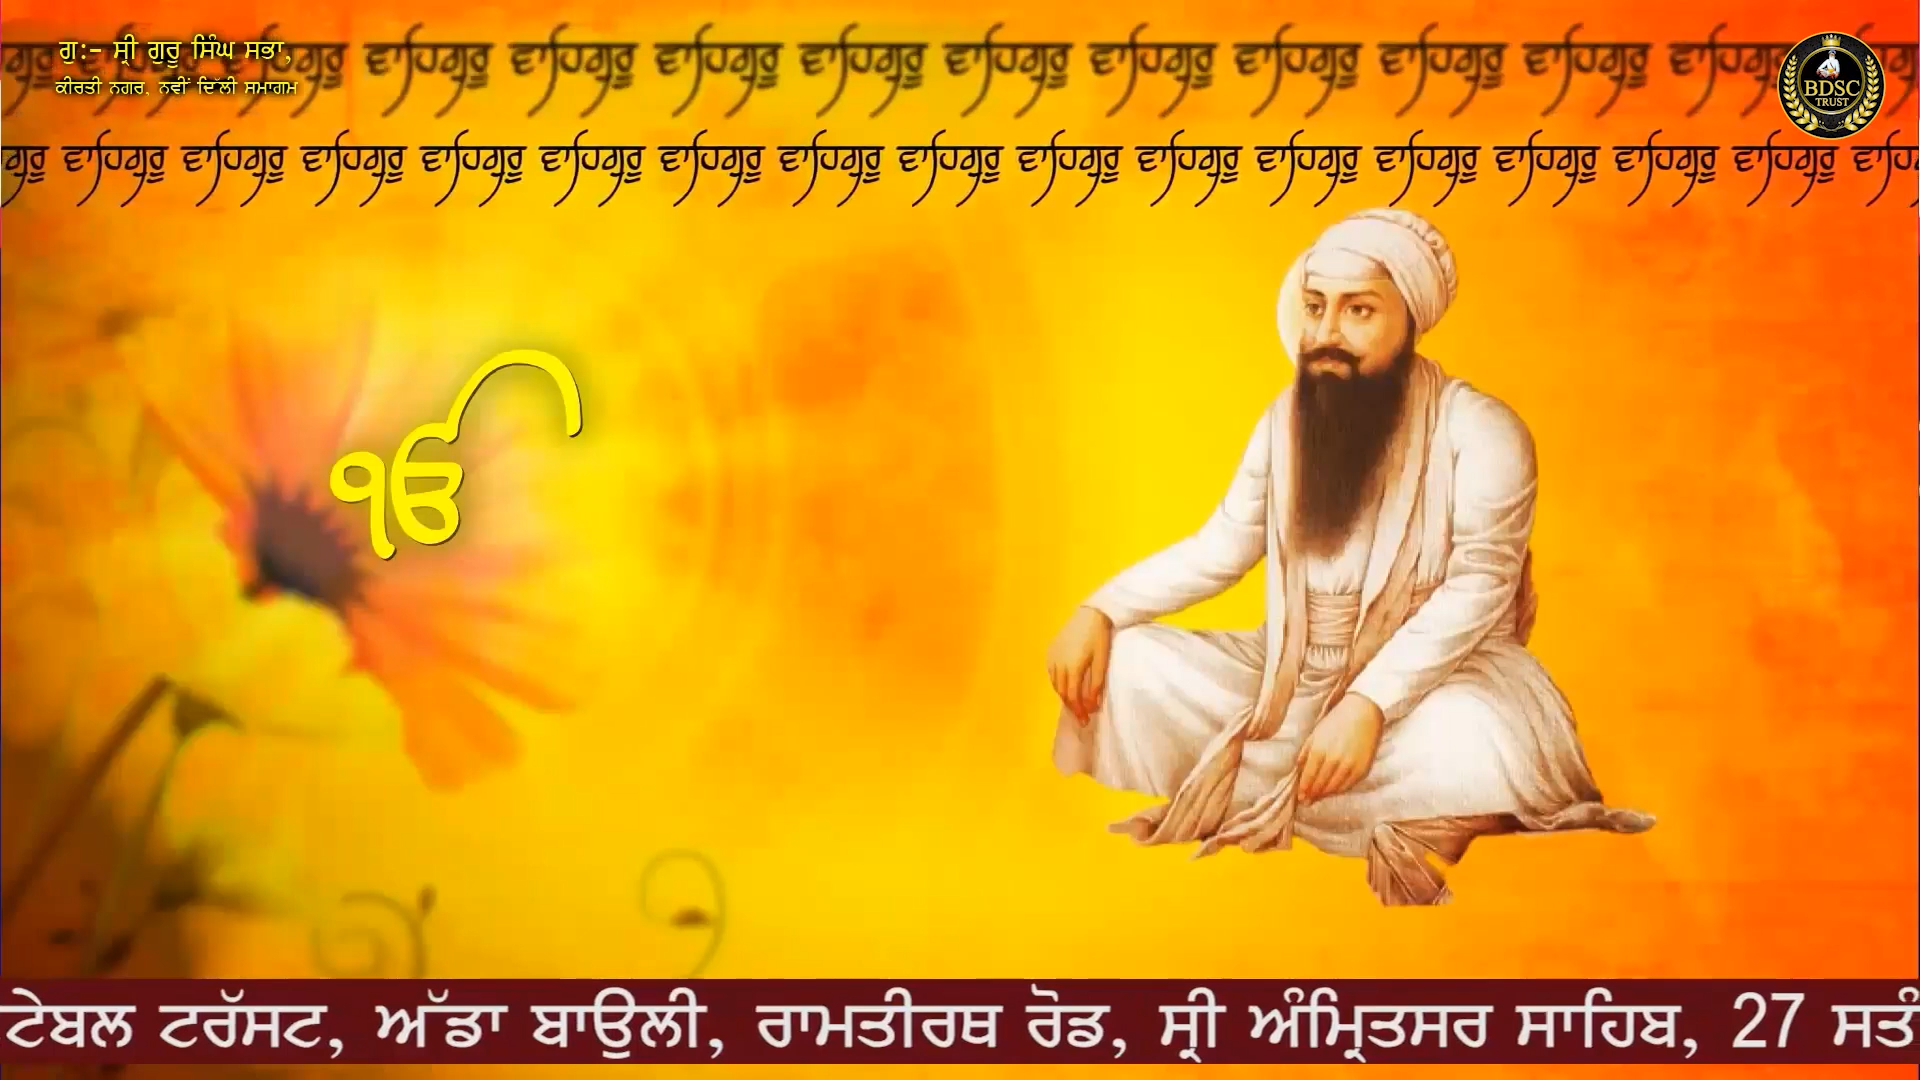 ਗੁ:- ਸ੍ਰੀ ਗੁਰੂ ਸਿੰਘ ਸਭਾ,
ਕੀਰਤੀ ਨਗਰ, ਨਵੀਂ ਦਿੱਲੀ ਸਮਾਗਮ
ਗੁਰੂ ਵਾਹਿਗੁਰੂ ਵਾਹਿਗੁਰੂ ਵਾਹਿਗੁਰੂ ਵਾਹਿਗੁਰੂ ਵਾਹਿਗੁਰੂ ਵਾਹਿਗੁਰੂ ਵਾਹਿਗੁਰੂ ਵਾਹਿਗੁਰੂ ਵਾਹਿਗੁਰੂ ਵਾਹਿਗੁਰੂ ਵਾਹਿਗੁਰੂ ਵਾਹਿਗੁਰੂ
BDSC
TRUST
ਗੁਰੂ ਵਾਹਿਗੁਰੂ ਵਾਹਿਗੁਰੂ ਵਾਹਿਗੁਰੂ ਵਾਹਿਗੁਰੂ ਵਾਹਿਗੁਰੂ ਵਾਹਿਗੁਰੂ ਵਾਹਿਗੁਰੂ ਵਾਹਿਗੁਰੂ ਵਾਹਿਗੁਰੂ ਵਾਹਿਗੁਰੂ ਵਾਹਿਗੁਰੂ ਵਾਹਿਗੁਰੂ ਵਾਹਿਗੁਰੂ ਵਾਹਿਗੁਰੂ ਵਾਹਿ
ੴ
ਟੇਬਲ ਟਰੱਸਟ, ਅੱਡਾ ਬਾਉਲੀ, ਰਾਮਤੀਰਥ ਰੋਡ, ਸ੍ਰੀ ਅੰਮ੍ਰਿਤਸਰ ਸਾਹਿਬ, 27 ਸਤੰ